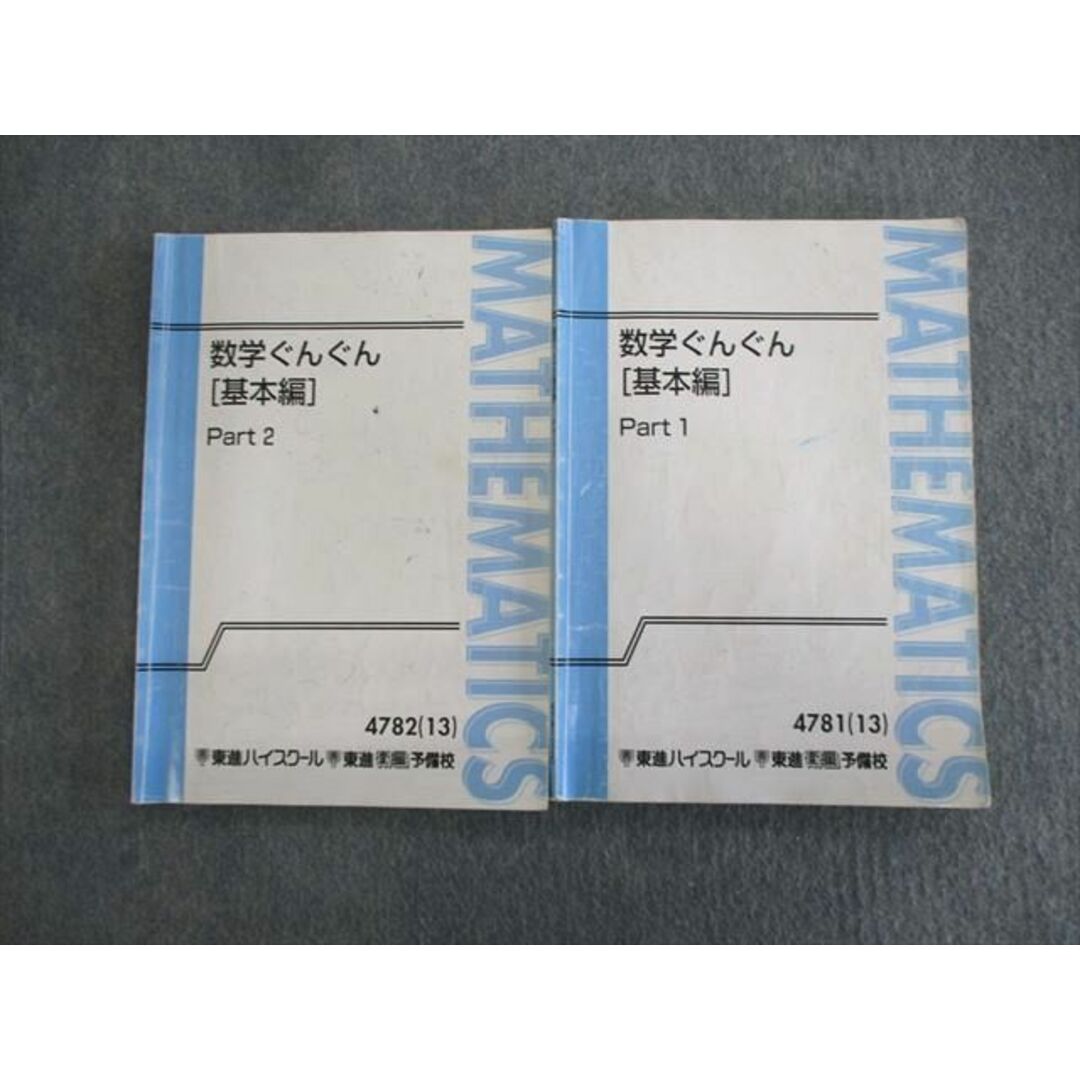 数学ぐんぐん
[基本編]
Part 2
4782(13)
東進ハイスクール 東進衛星予備校
MATHEMATICS
数学ぐんぐん
[基本編]
Part 1
4781(13)
東進ハイスクール 東進衛星予備校
MATHEMATICS